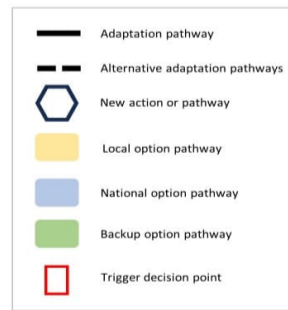 Adaptation pathway
Alternative adaptation pathways
New action or pathway
Local option pathway
National option pathway
Backup option pathway
Trigger decision point